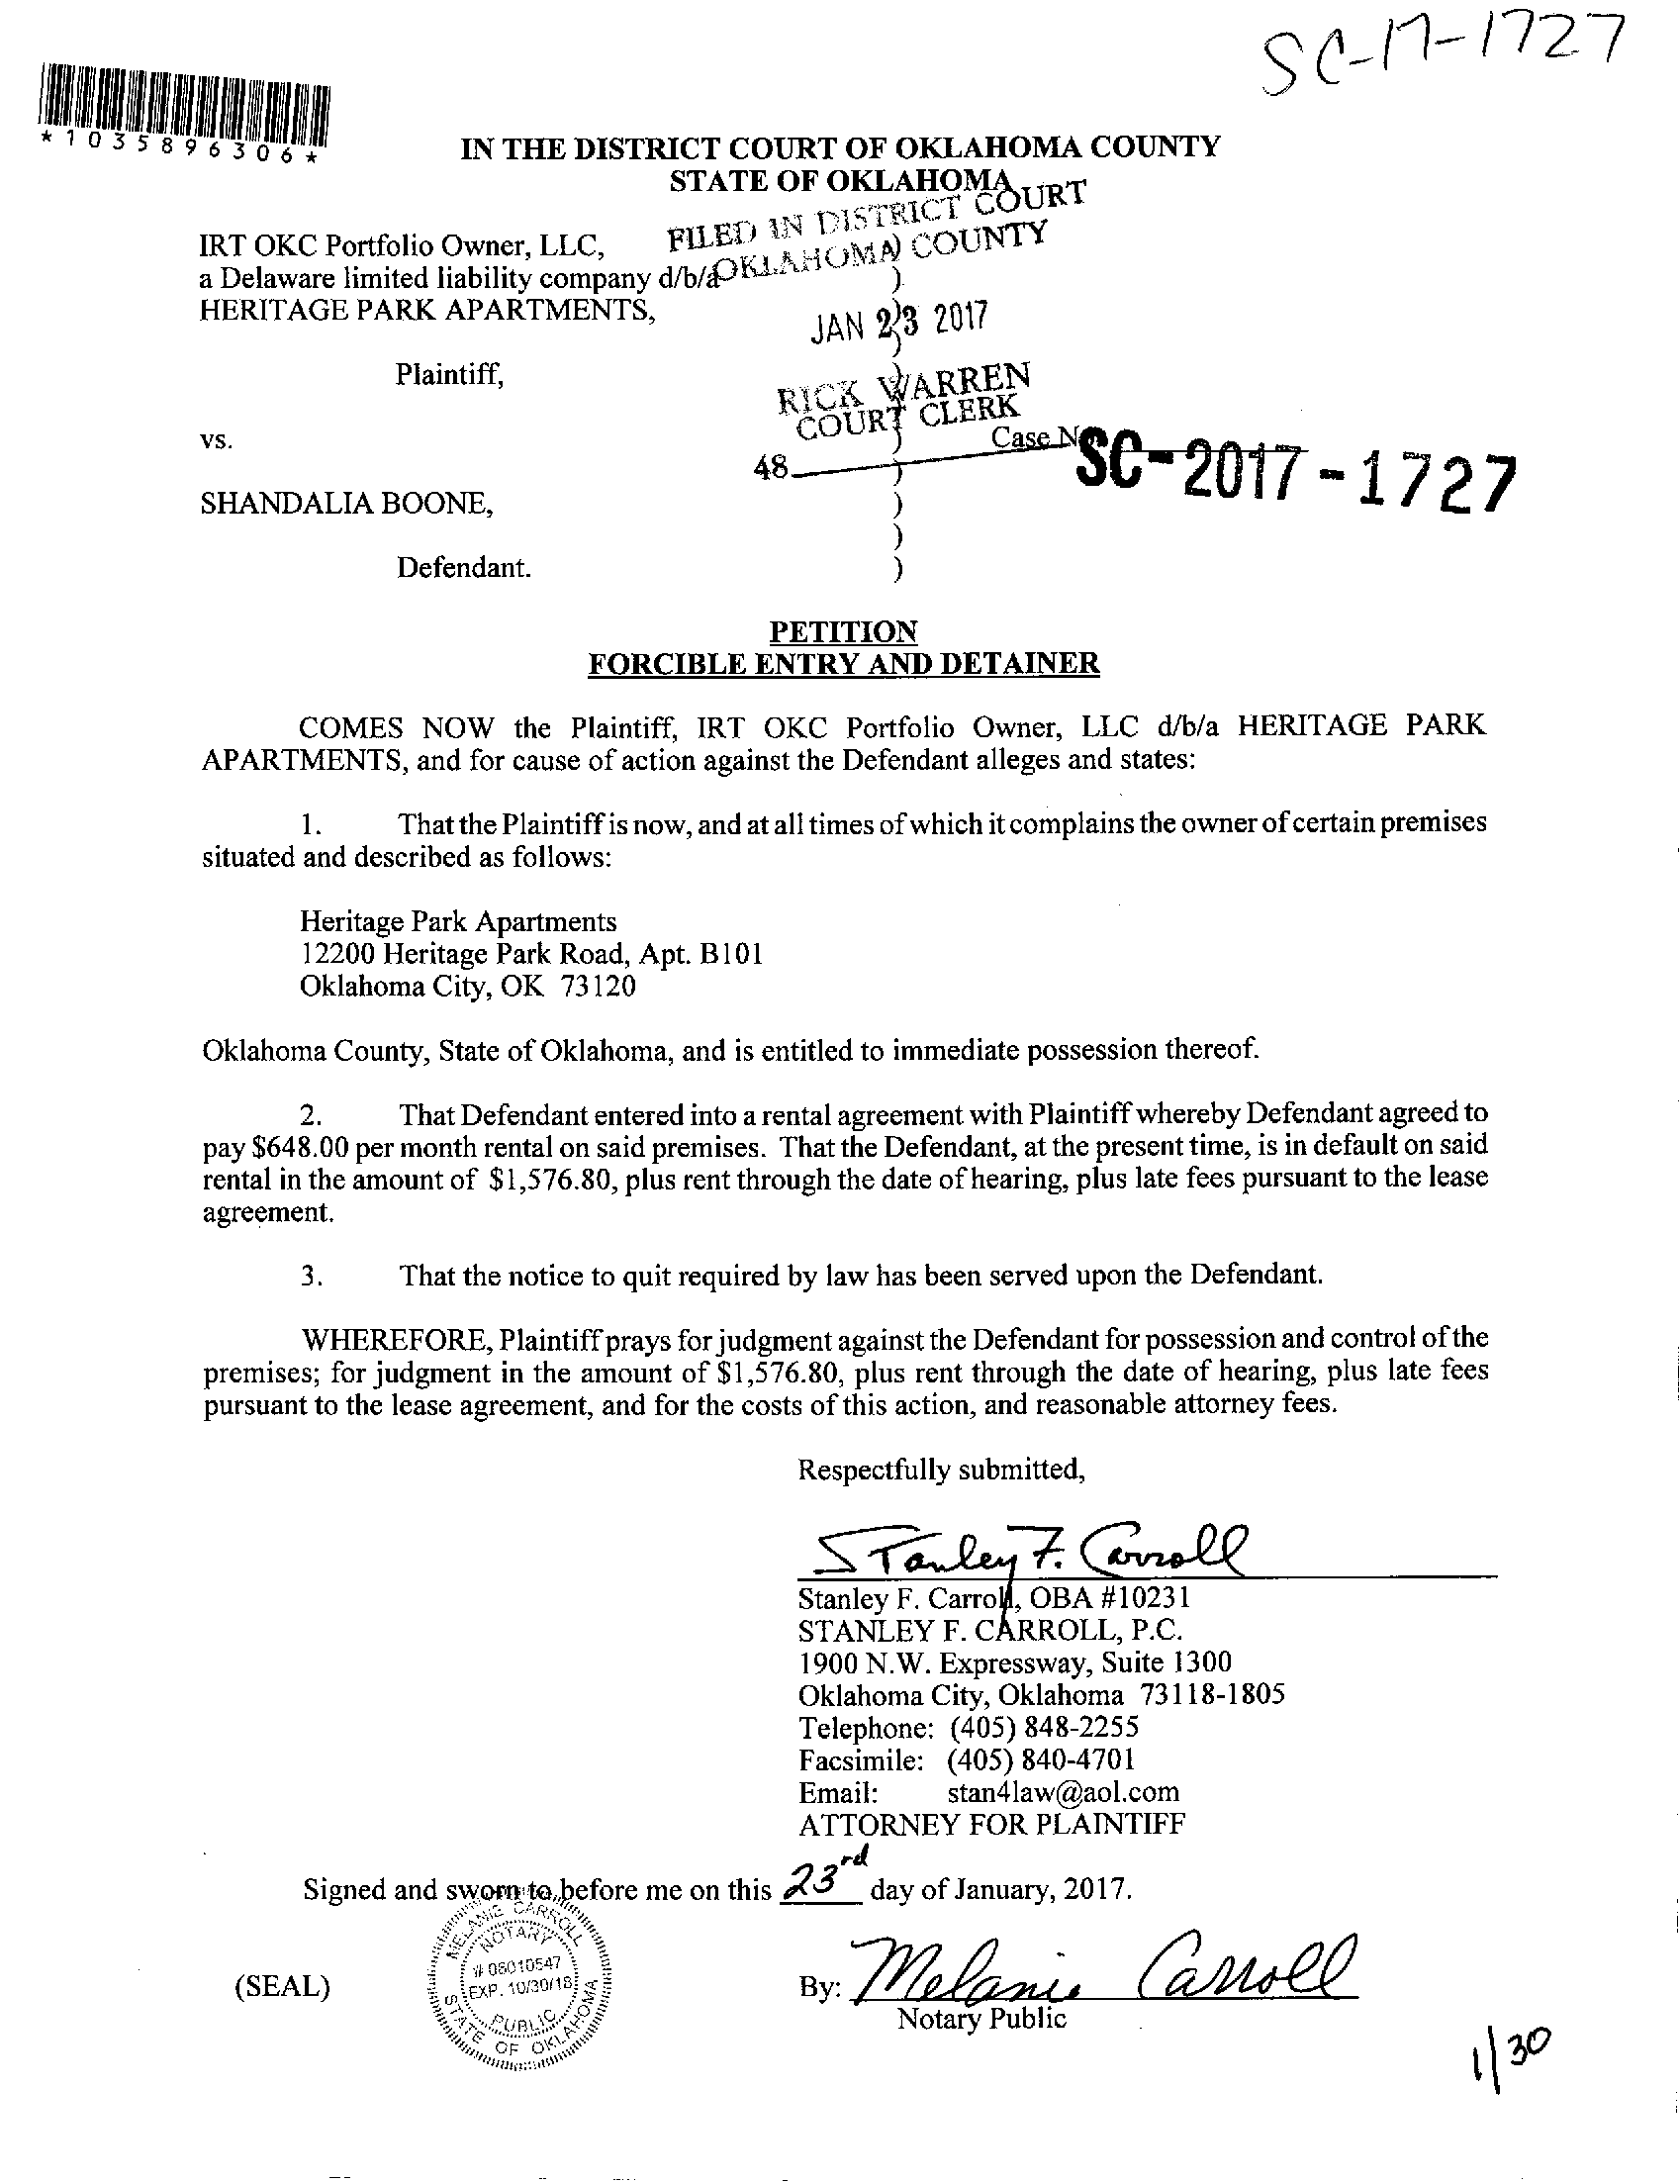 SC-17-1727
*1035896306*
IN THE DISTRICT COURT OF OKLAHOMA COUNTY
STATE OF OKLAHOMA
FILED IN DISTRICT COURT
OKLAHOMA COUNTY
IRT OKC Portfolio Owner, LLC,
a Delaware limited liability company d/b/a
HERITAGE PARK APARTMENTS,
JAN 23 2017
Plaintiff,
RICK WARREN
COURT CLERK
vs.
Case No.
SC-2017-1727
48
SHANDALIA BOONE,
Defendant.
PETITION
FORCIBLE ENTRY AND DETAINER
COMES NOW the Plaintiff, IRT OKC Portfolio Owner, LLC d/b/a HERITAGE PARK
APARTMENTS, and for cause of action against the Defendant alleges and states:
1. That the Plaintiff is now, and at all times of which it complains the owner of certain premises
situated and described as follows:
Heritage Park Apartments
12200 Heritage Park Road, Apt. B101
Oklahoma City, OK 73120
Oklahoma County, State of Oklahoma, and is entitled to immediate possession thereof.
2. That Defendant entered into a rental agreement with Plaintiff whereby Defendant agreed to
pay $648.00 per month rental on said premises. That the Defendant, at the present time, is in default on said
rental in the amount of $1,576.80, plus rent through the date of hearing, plus late fees pursuant to the lease
agreement.
3. That the notice to quit required by law has been served upon the Defendant.
WHEREFORE, Plaintiff prays for judgment against the Defendant for possession and control of the
premises; for judgment in the amount of $1,576.80, plus rent through the date of hearing, plus late fees
pursuant to the lease agreement, and for the costs of this action, and reasonable attorney fees.
Respectfully submitted,
Stanley F. Carroll
Stanley F. Carroll, OBA #10231
STANLEY F. CARROLL, P.C.
1900 N.W. Expressway, Suite 1300
Oklahoma City, Oklahoma 73118-1805
Telephone: (405) 848-2255
Facsimile: (405) 840-4701
Email: stan4law@aol.com
ATTORNEY FOR PLAINTIFF
Signed and sworn to before me on this 23rd day of January, 2017.
MELANIE CARROLL
NOTARY
# 06010547
EXP. 10/30/18
PUBLIC
STATE OF OKLAHOMA
(SEAL)
By: Melanie Carroll
Notary Public
1/30